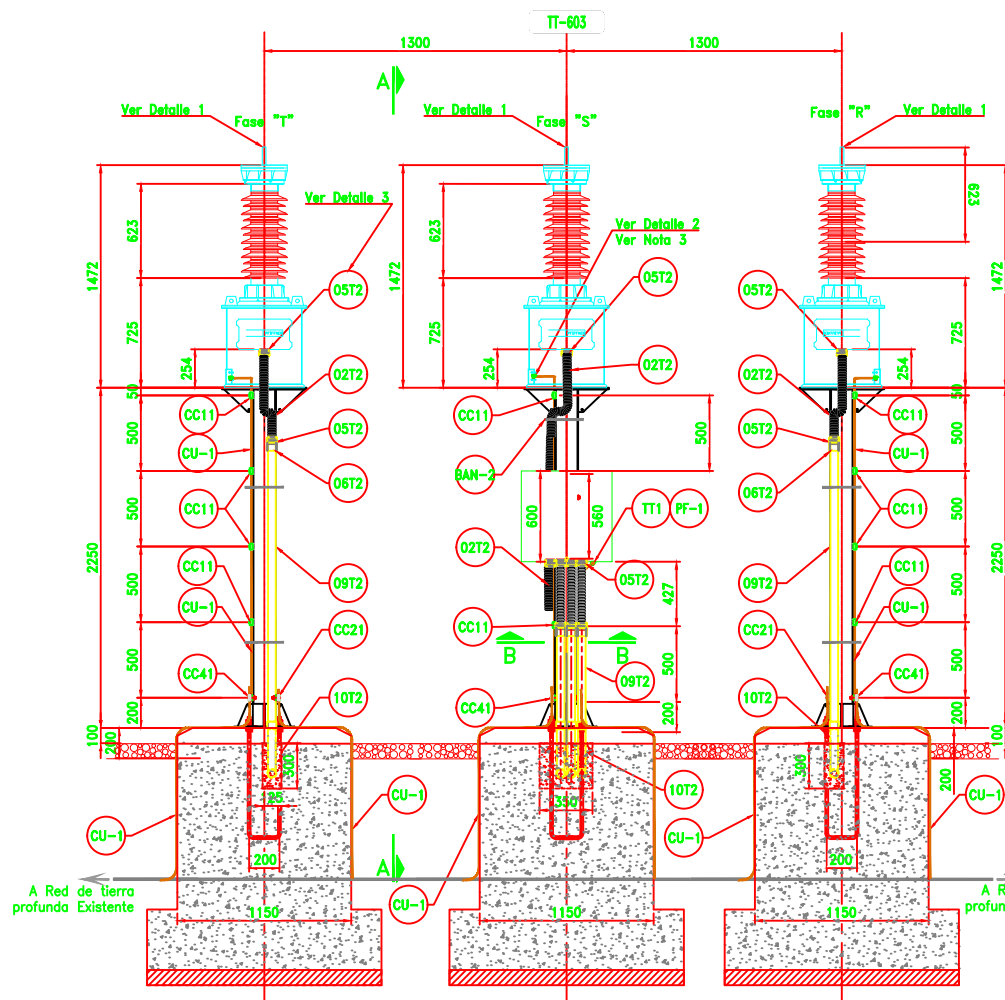 TT-603
1300
1300
A
Ver Detalle 1
Fase "T"
Ver Detalle 1
Fase "S"
Fase "R"
Ver Detalle 1
623
1472
725
254
50
Ver Detalle 3
05T2
02T2
CC11
CU-1
05T2
06T2
500
CC11
500
2250
09T2
CC11
500
CU-1
CC21
500
CC41
10T2
200
100
200
500
25
CU-1
CU-1
200
1150
A Red de tierra
profunda Existente
623
1472
725
254
Ver Detalle 2
Ver Nota 3
05T2
02T2
CC11
500
BAN-2
600
560
TT1
PF-1
02T2
05T2
427
CC11
B
B
500
09T2
CC41
200
10T2
350
A
CU-1
1150
623
1472
725
254
50
05T2
02T2
CC11
05T2
CU-1
500
06T2
CC11
500
2250
09T2
CC11
500
CC21
CU-1
500
CC41
10T2
200
100
200
CU-1
CU-1
200
1150
A R
profun